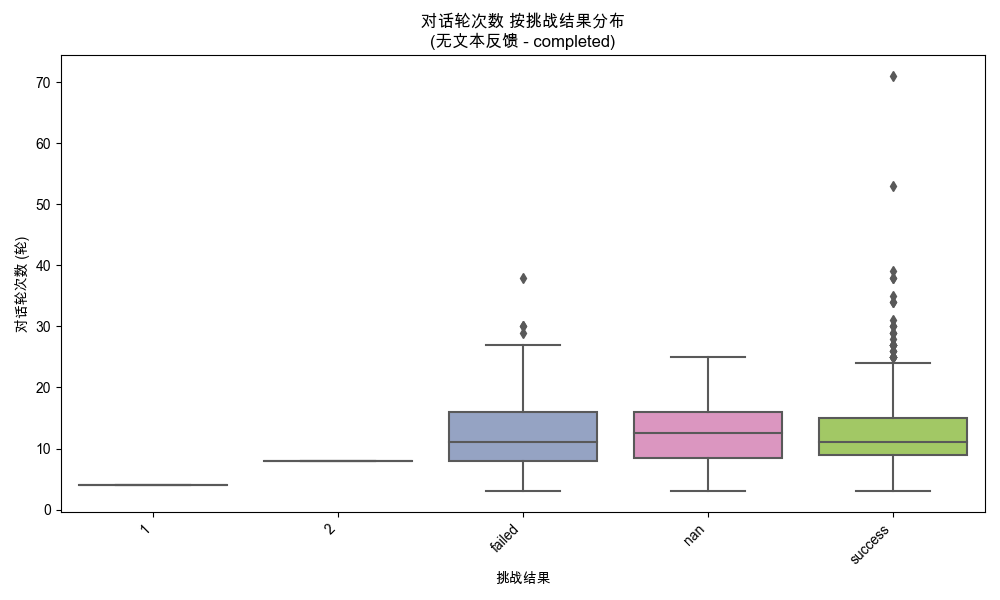 对话轮次数 按挑战结果分布
(无文本反馈 - completed)
对话轮次数 (轮)
70
60
50
40
30
20
10
0
1
2
failed
nan
success
挑战结果